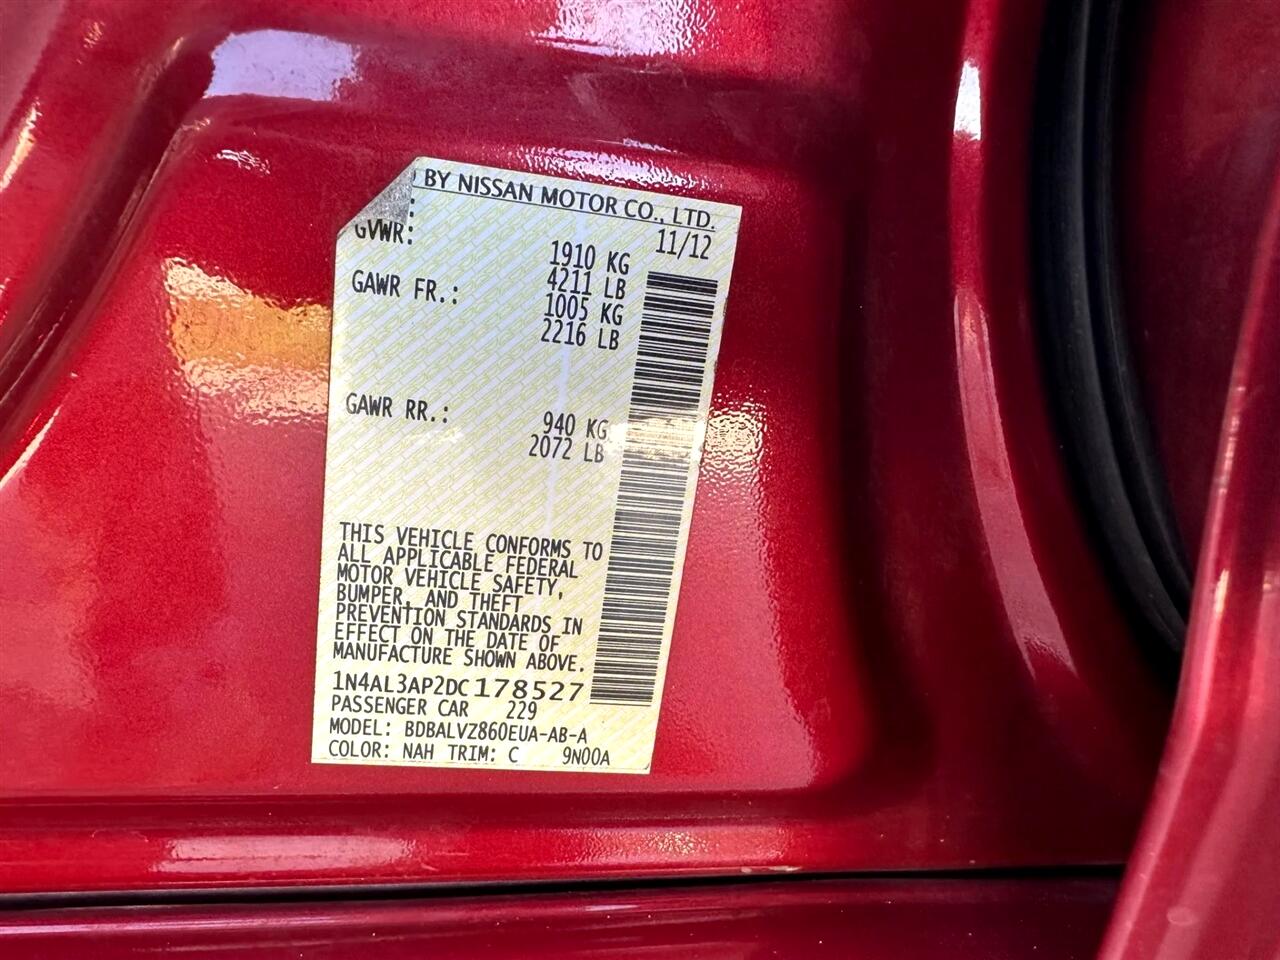 BY NISSAN MOTOR CO., LTD.
11/12
GVWR: 1910 KG
4211 LB
GAWR FR.: 1005 KG
2216 LB
GAWR RR.: 940 KG
2072 LB
THIS VEHICLE CONFORMS TO
ALL APPLICABLE FEDERAL
MOTOR VEHICLE SAFETY,
BUMPER, AND THEFT
PREVENTION STANDARDS IN
EFFECT ON THE DATE OF
MANUFACTURE SHOWN ABOVE.
1N4AL3AP2DC178527
PASSENGER CAR 229
MODEL: BDBALVZ860EUA-AB-A
COLOR: NAH TRIM: C 9N00A